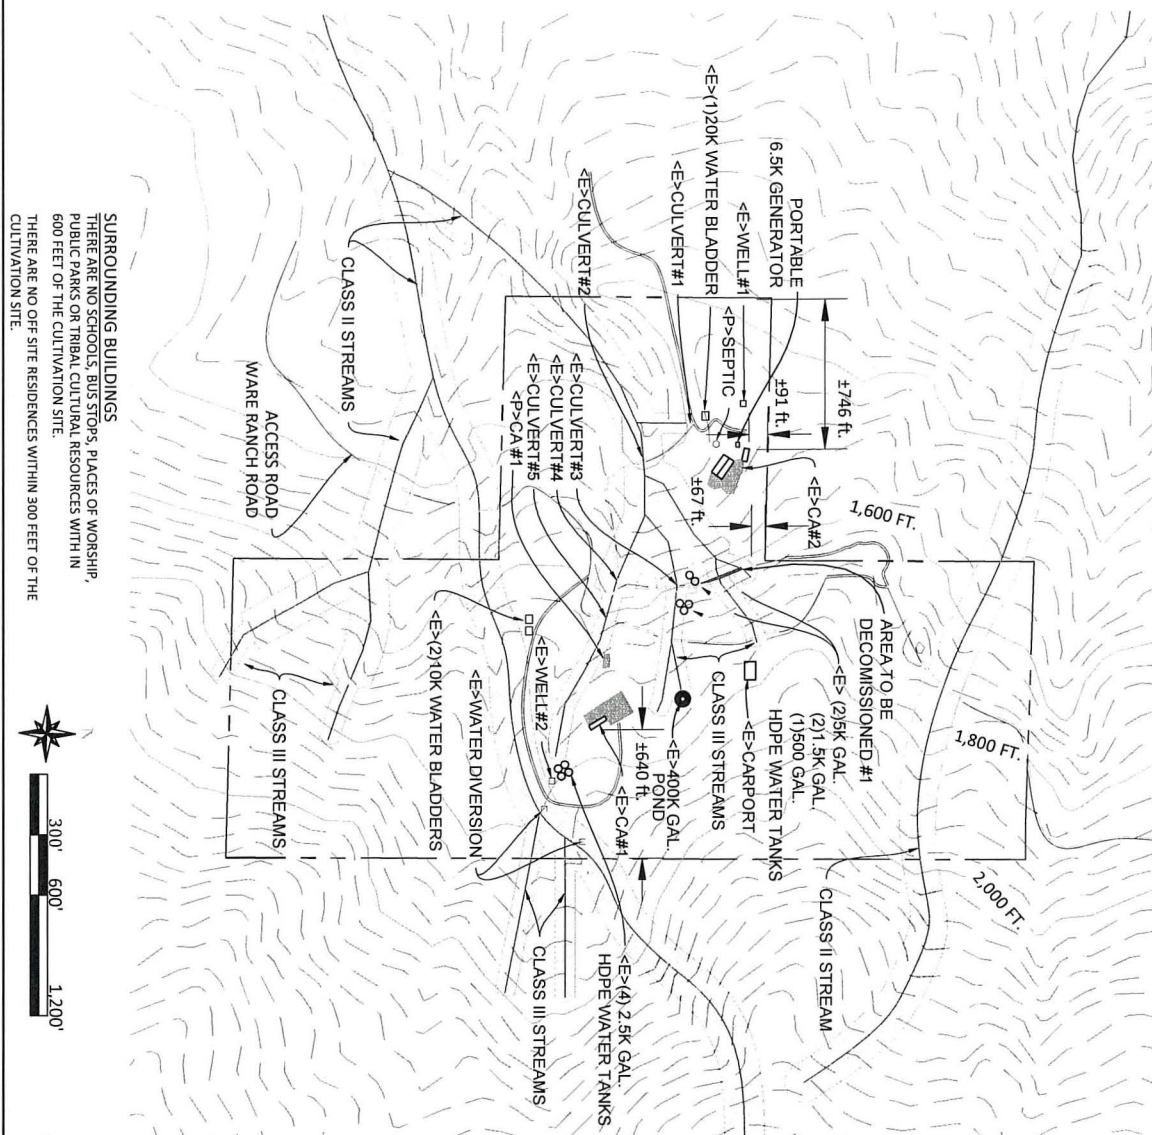 PORTABLE
6.5K GENERATOR
<E>WELL#1
<E>(1)20K WATER BLADDER
<P>SEPTIC
<E>CULVERT#1
<E>CULVERT#2
±746 ft.
±91 ft.
<E>CA#2
±67 ft.
1,600 FT.
<E>CULVERT#3
<E>CULVERT#4
<E>CULVERT#5
<P>CA#1
CLASS II STREAMS
ACCESS ROAD
WARE RANCH ROAD
AREA TO BE
DECOMISSIONED #1
<E> (2)5K GAL.
(2)1.5K GAL.
(1)500 GAL.
HDPE WATER TANKS
<E>CARPORT
CLASS III STREAMS
<E>400K GAL.
POND
±640 ft.
<E>CA#1
<E>WELL#2
<E>WATER DIVERSION
<E>(2)10K WATER BLADDERS
CLASS III STREAMS
1,800 FT.
2,000 FT.
CLASS II STREAM
<E>(4) 2.5K GAL.
HDPE WATER TANKS
CLASS III STREAMS
SURROUNDING BUILDINGS
THERE ARE NO SCHOOLS, BUS STOPS, PLACES OF WORSHIP,
PUBLIC PARKS OR TRIBAL CULTURAL RESOURCES WITH IN
600 FEET OF THE CULTIVATION SITE.
THERE ARE NO OFF SITE RESIDENCES WITHIN 300 FEET OF THE
CULTIVATION SITE.
300'
600'
1,200'